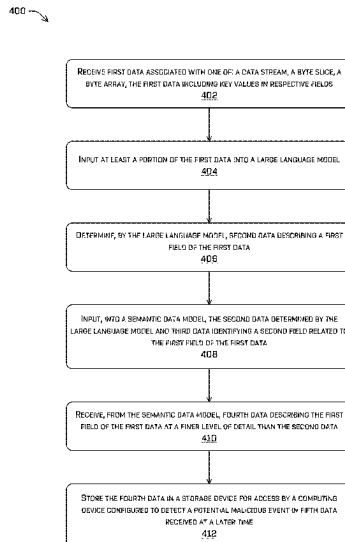 400
RECEIVE FIRST DATA ASSOCIATED WITH ONE OF: A DATA STREAM, A BYTE SLICE, A
BYTE ARRAY, THE FIRST DATA INCLUDING KEY VALUES IN RESPECTIVE FIELDS
402
INPUT AT LEAST A PORTION OF THE FIRST DATA INTO A LARGE LANGUAGE MODEL
404
DETERMINE, BY THE LARGE LANGUAGE MODEL, SECOND DATA DESCRIBING A FIRST
FIELD OF THE FIRST DATA
406
INPUT, INTO A SEMANTIC DATA MODEL, THE SECOND DATA DETERMINED BY THE
LARGE LANGUAGE MODEL AND THIRD DATA IDENTIFYING A SECOND FIELD RELATED TO
THE FIRST FIELD OF THE FIRST DATA
408
RECEIVE, FROM THE SEMANTIC DATA MODEL, FOURTH DATA DESCRIBING THE FIRST
FIELD OF THE FIRST DATA AT A FINER LEVEL OF DETAIL THAN THE SECOND DATA
410
STORE THE FOURTH DATA IN A STORAGE DEVICE FOR ACCESS BY A COMPUTING
DEVICE CONFIGURED TO DETECT A POTENTIAL MALICIOUS EVENT IN FIFTH DATA
RECEIVED AT A LATER TIME
412